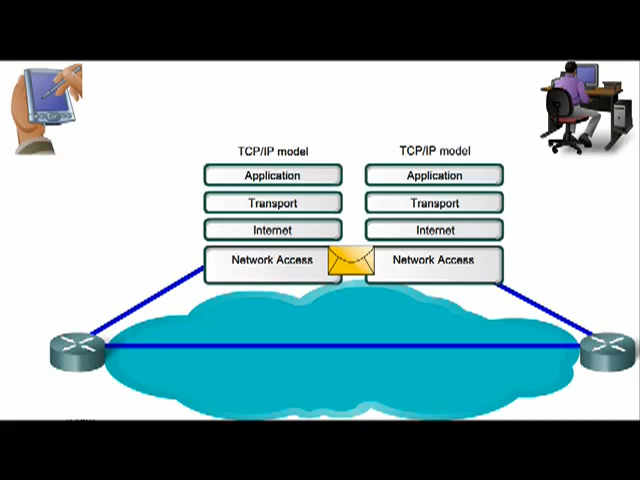 TCP/IP model
Application
Transport
Internet
Network Access
TCP/IP model
Application
Transport
Internet
Network Access